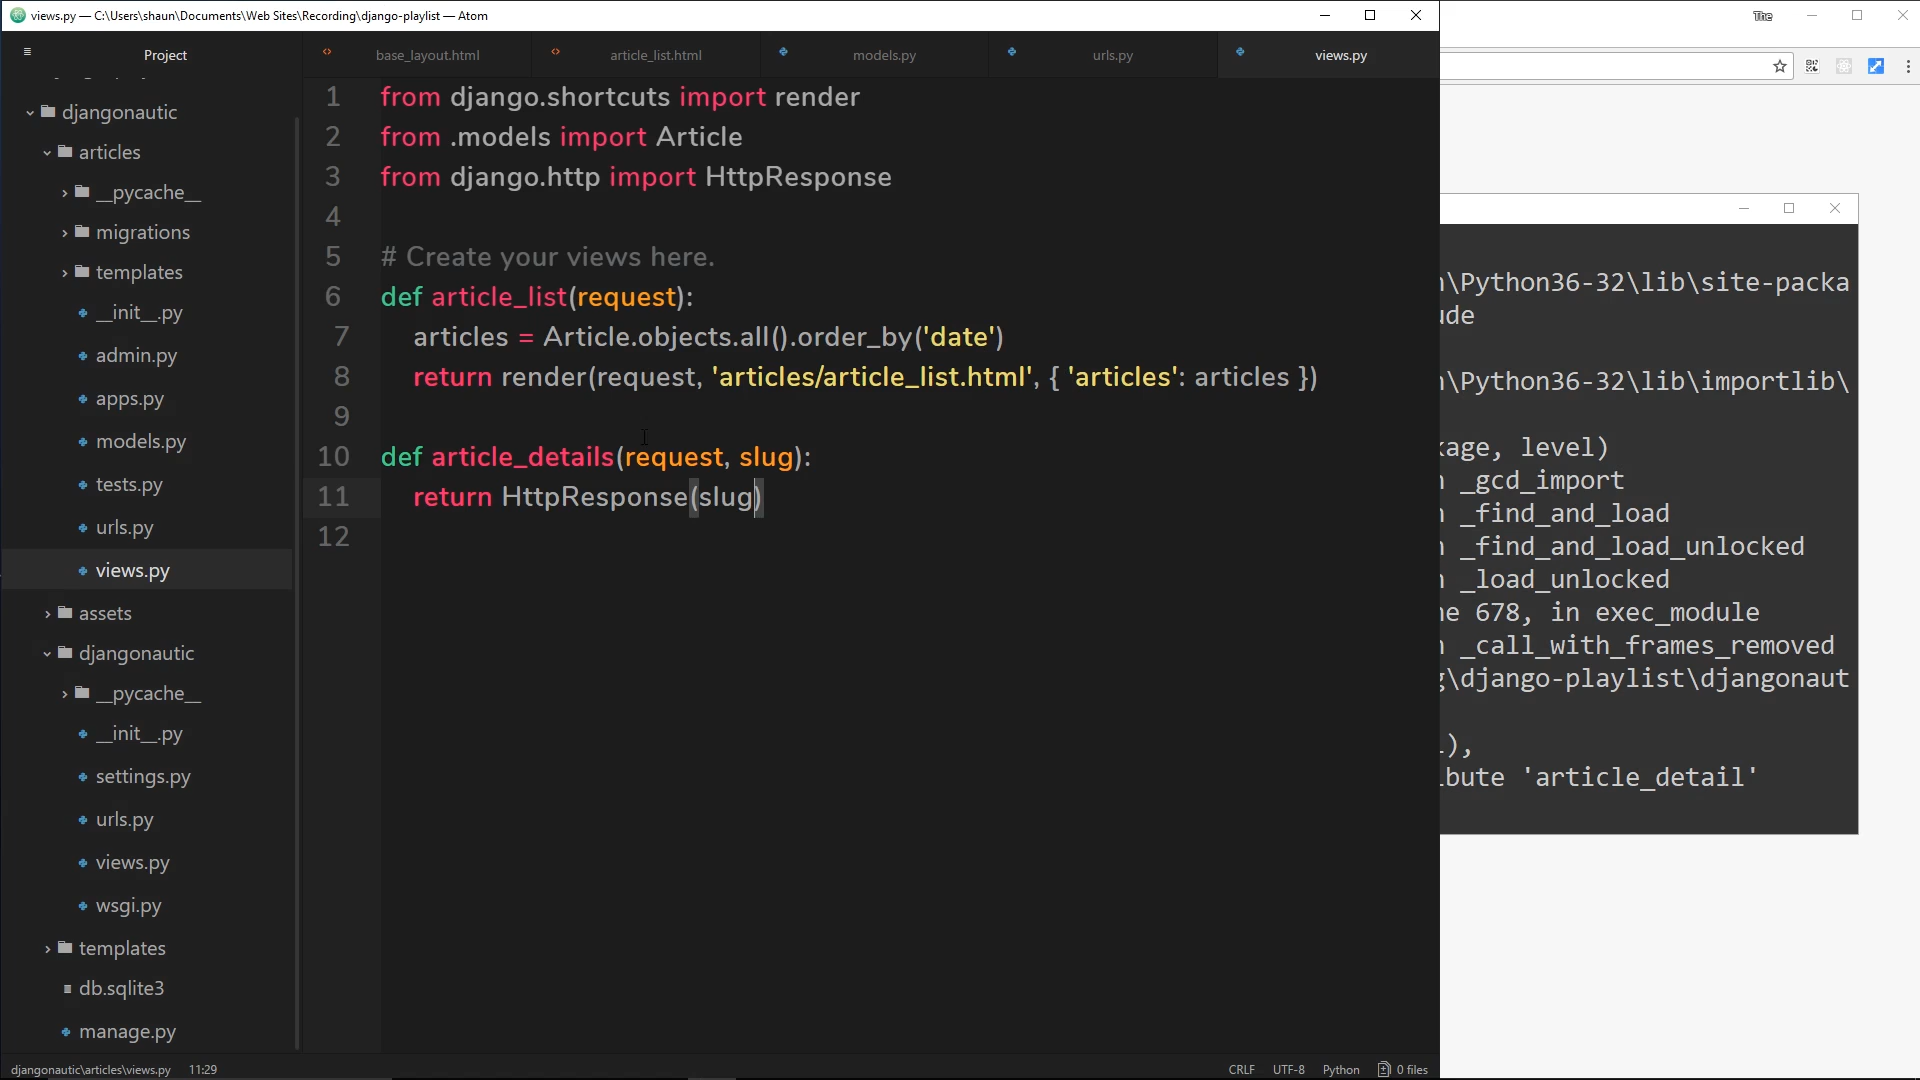 views.py — C:\Users\shaun\Documents\Web Sites\Recording\django-playlist — Atom
The
Project
base_layout.html
article_list.html
models.py
urls.py
views.py
djangonautic
articles
__pycache__
migrations
templates
__init__.py
admin.py
apps.py
models.py
tests.py
urls.py
views.py
assets
djangonautic
__pycache__
__init__.py
settings.py
urls.py
views.py
wsgi.py
templates
db.sqlite3
manage.py
1 from django.shortcuts import render
2 from .models import Article
3 from django.http import HttpResponse
4
5 # Create your views here.
6 def article_list(request):
7 articles = Article.objects.all().order_by('date')
8 return render(request, 'articles/article_list.html', { 'articles': articles })
9
10 def article_details(request, slug):
11 return HttpResponse(slug)
12
\Python36-32\lib\site-packa
ude
\Python36-32\lib\importlib\
kage, level)
_gcd_import
_find_and_load
_find_and_load_unlocked
_load_unlocked
ne 678, in exec_module
_call_with_frames_removed
g\django-playlist\djangonaut
),
bute 'article_detail'
djangonautic\articles\views.py 11:29
CRLF UTF-8 Python 0 files